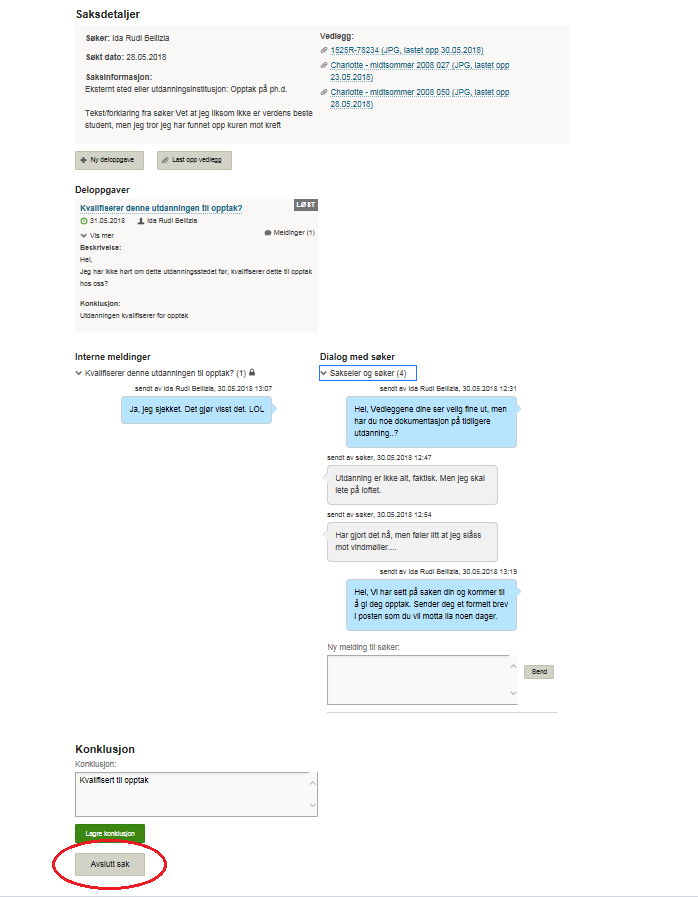 Saksdetaljer
Søker: Ida Rudi Bellizia
Søkt dato: 28.05.2018
Saksinformasjon:
Eksternt sted eller utdanningsinstitusjon: Opptak på ph.d.
Tekst/forklaring fra søker Vet at jeg liksom ikke er verdens beste
student, men jeg tror jeg har funnet opp kuren mot kreft
Vedlegg:
1525R-78234 (JPG, lastet opp 30.05.2018)
Charlotte - midtsommer 2008 027 (JPG, lastet opp
23.05.2018)
Charlotte - midtsommer 2008 050 (JPG, lastet opp
28.05.2018)
Ny deloppgave
Last opp vedlegg
Deloppgaver
Kvalifiserer denne utdanningen til opptak?
LØST
31.05.2018 Ida Rudi Bellizia
Vis mer
Meldinger (1)
Beskrivelse:
Hei,
Jeg har ikke hørt om dette utdanningsstedet før, kvalifiserer dette til opptak
hos oss?
Konklusjon:
Utdanningen kvalifiserer for opptak
Interne meldinger
Kvalifiserer denne utdanningen til opptak? (1)
sendt av Ida Rudi Bellizia, 30.05.2018 13:07
Ja, jeg sjekket. Det gjør visst det. LOL
Dialog med søker
Sakseier og søker (4)
sendt av Ida Rudi Bellizia, 30.05.2018 12:31
Hei, Vedleggene dine ser velig fine ut, men
har du noe dokumentasjon på tidligere
utdanning..?
sendt av søker, 30.05.2018 12:47
Utdanning er ikke alt, faktisk. Men jeg skal
lete på loftet.
sendt av søker, 30.05.2018 12:54
Har gjort det nå, men føler litt at jeg slåss
mot vindmøller....
sendt av Ida Rudi Bellizia, 30.05.2018 13:19
Hei, Vi har sett på saken din og kommer til
å gi deg opptak. Sender deg et formelt brev
i posten som du vil motta ila noen dager.
Ny melding til søker:
Send
Konklusjon
Konklusjon:
Kvalifisert til opptak
Lagre konklusjon
Avslutt sak